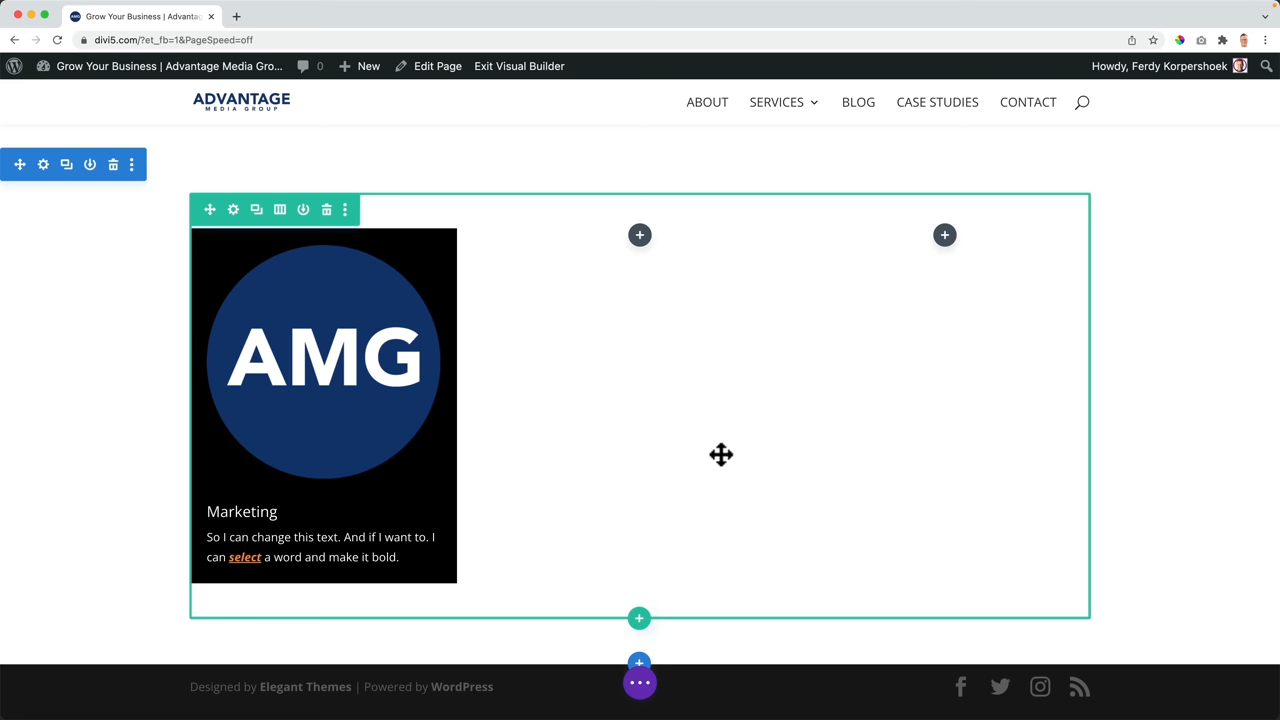 AMG Grow Your Business | Advanta
divi5.com/?et_fb=1&PageSpeed=off
Grow Your Business | Advantage Media Gro... 0 New Edit Page Exit Visual Builder Howdy, Ferdy Korpershoek
ADVANTAGE
MEDIA GROUP
ABOUT SERVICES BLOG CASE STUDIES CONTACT
AMG
Marketing
So I can change this text. And if I want to. I
can select a word and make it bold.
Designed by Elegant Themes | Powered by WordPress